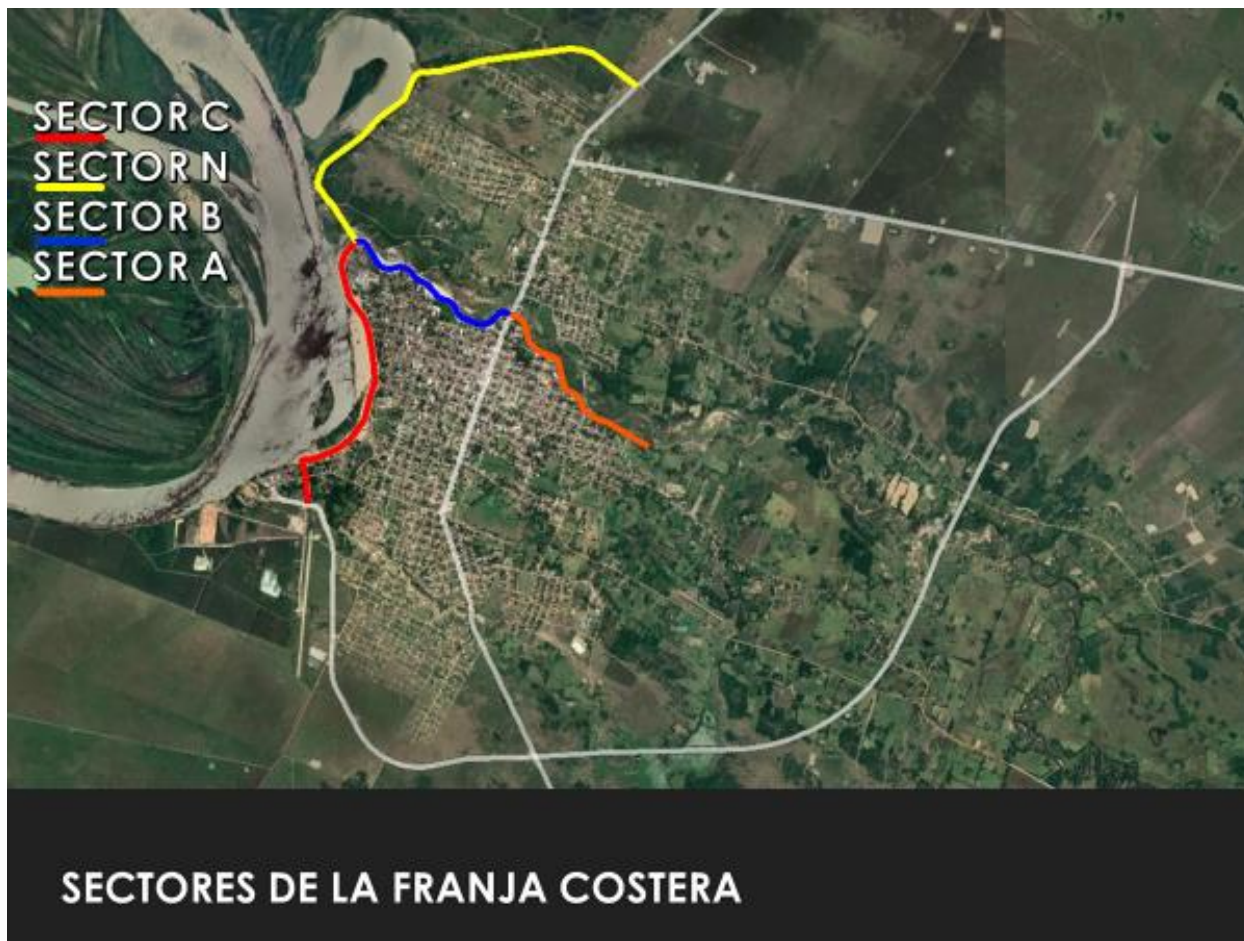 SECTOR C
SECTOR N
SECTOR B
SECTOR A
SECTORES DE LA FRANJA COSTERA